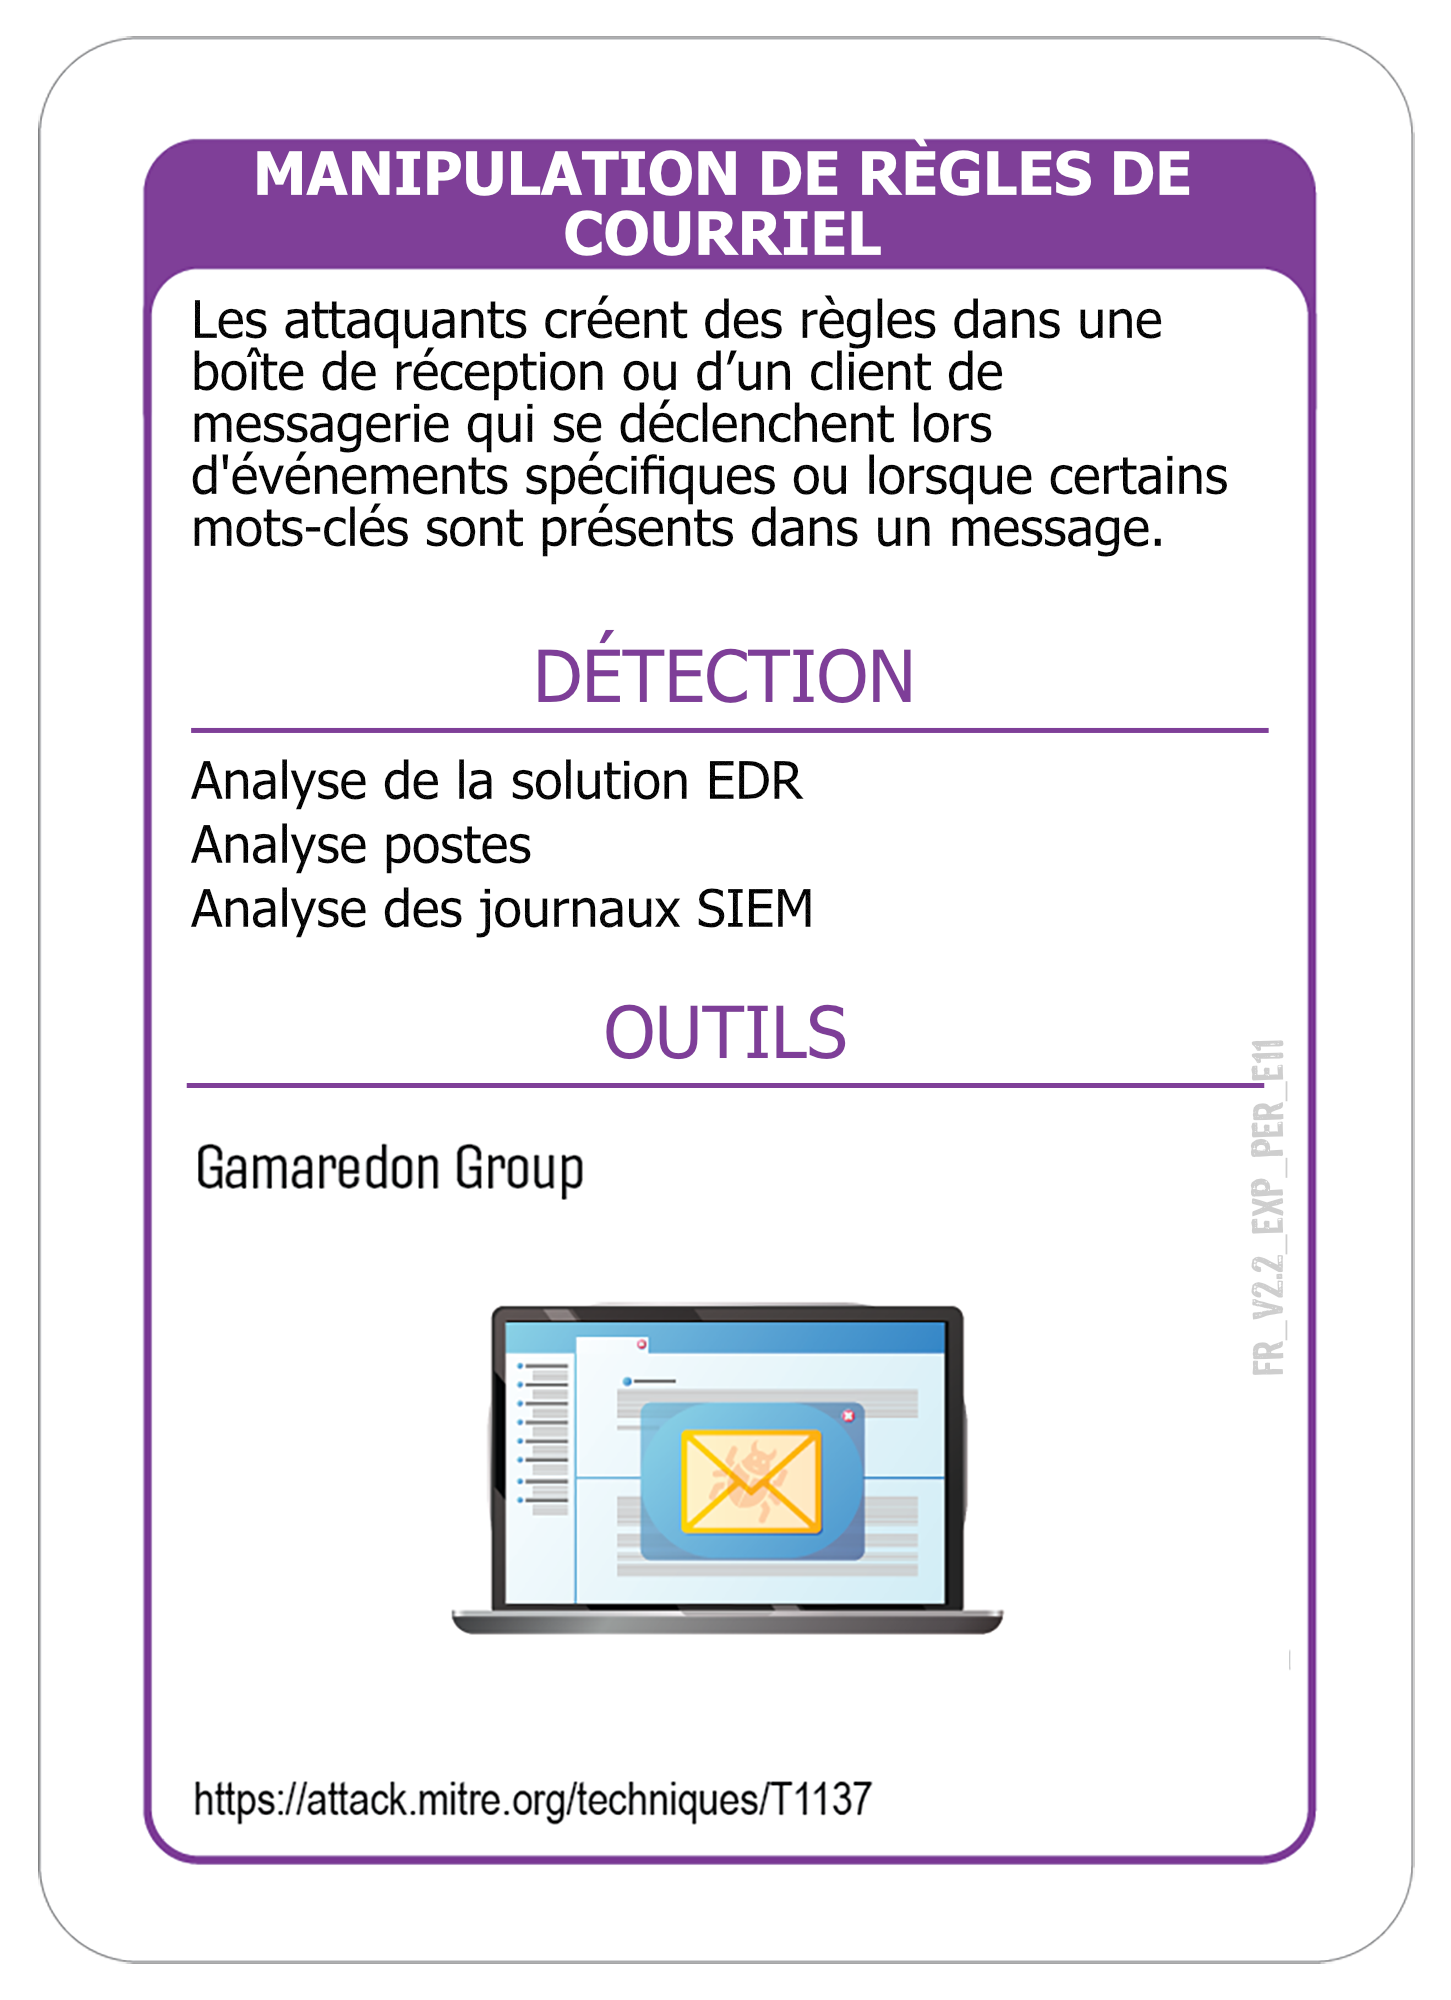 MANIPULATION DE RÈGLES DE
COURRIEL
Les attaquants créent des règles dans une
boîte de réception ou d’un client de
messagerie qui se déclenchent lors
d'événements spécifiques ou lorsque certains
mots-clés sont présents dans un message.
DÉTECTION
Analyse de la solution EDR
Analyse postes
Analyse des journaux SIEM
OUTILS
Gamaredon Group
FR_V2.2_EXP_PER_E11
https://attack.mitre.org/techniques/T1137